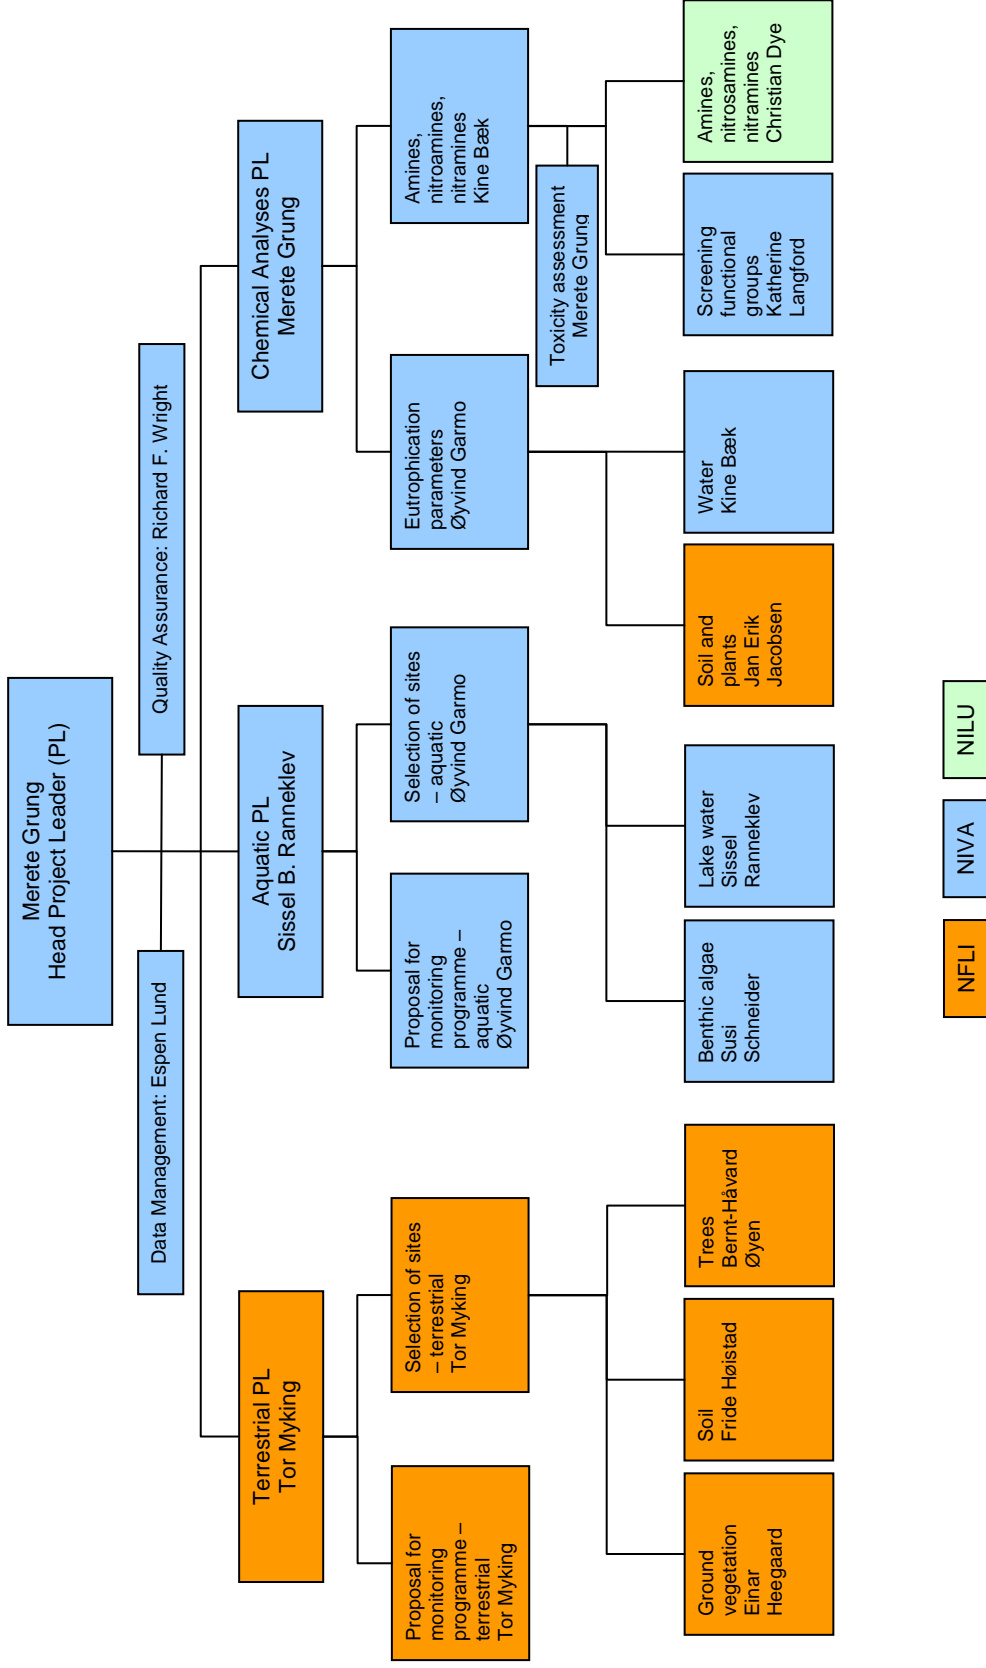 Merete Grung
Head Project Leader (PL)
Data Management: Espen Lund
Quality Assurance: Richard F. Wright
Terrestrial PL
Tor Myking
Aquatic PL
Sissel B. Ranneklev
Chemical Analyses PL
Merete Grung
Proposal for
monitoring
programme –
terrestrial
Tor Myking
Selection of sites
– terrestrial
Tor Myking
Proposal for
monitoring
programme –
aquatic
Øyvind Garmo
Selection of sites
– aquatic
Øyvind Garmo
Eutrophication
parameters
Øyvind Garmo
Amines,
nitroamines,
nitramines
Kine Bæk
Toxicity assessment
Merete Grung
Ground
vegetation
Einar
Heegaard
Soil
Fride Høistad
Trees
Bernt-Håvard
Øyen
Benthic algae
Susi
Schneider
Lake water
Sissel
Ranneklev
Soil and
plants
Jan Erik
Jacobsen
Water
Kine Bæk
Screening
functional
groups
Katherine
Langford
Amines,
nitrosamines,
nitramines
Christian Dye
NFLI
NIVA
NILU